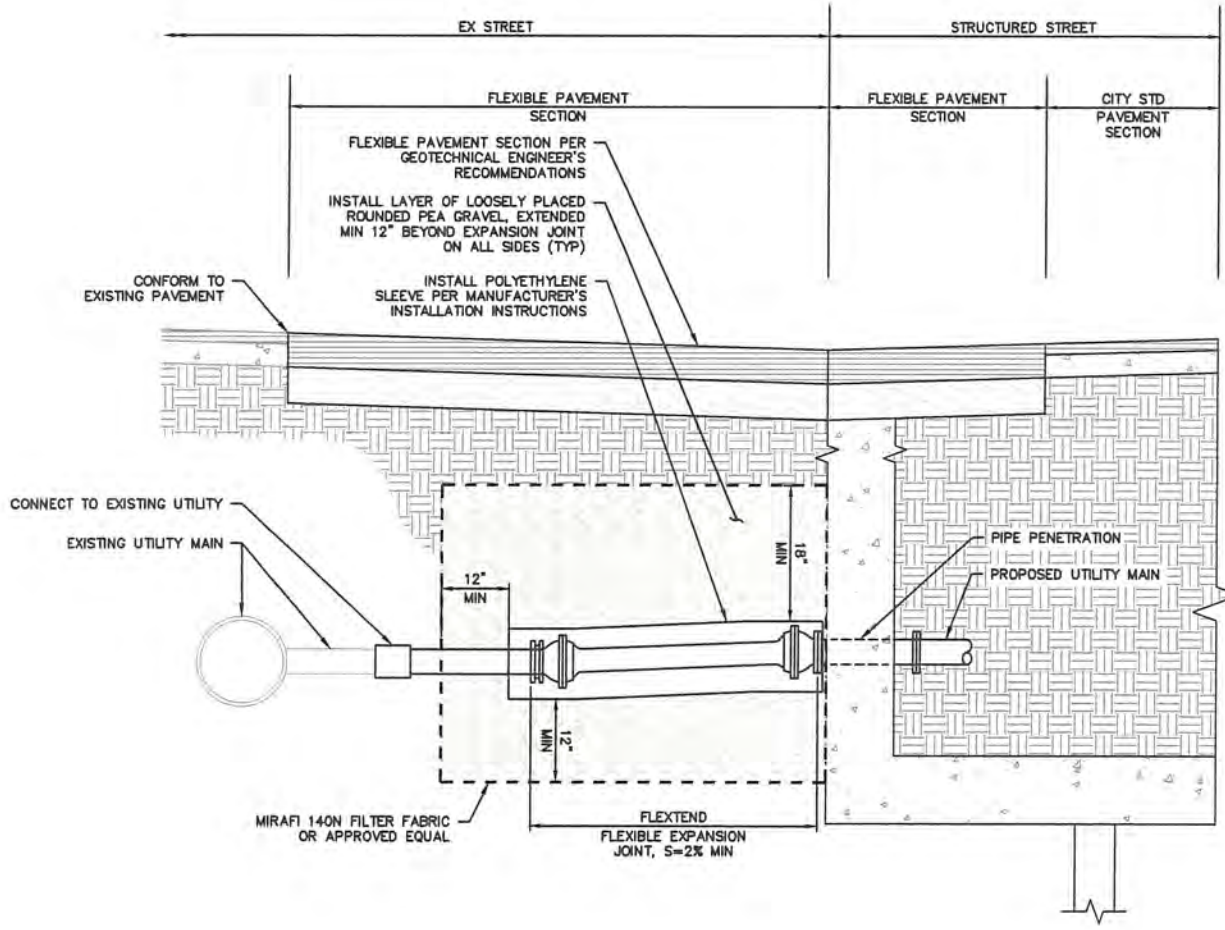 EX STREET
STRUCTURED STREET
FLEXIBLE PAVEMENT
SECTION
FLEXIBLE PAVEMENT
SECTION
CITY STD
PAVEMENT
SECTION
FLEXIBLE PAVEMENT SECTION PER
GEOTECHNICAL ENGINEER'S
RECOMMENDATIONS
INSTALL LAYER OF LOOSELY PLACED
ROUNDED PEA GRAVEL, EXTENDED
MIN 12" BEYOND EXPANSION JOINT
ON ALL SIDES (TYP)
CONFORM TO
EXISTING PAVEMENT
INSTALL POLYETHYLENE
SLEEVE PER MANUFACTURER'S
INSTALLATION INSTRUCTIONS
CONNECT TO EXISTING UTILITY
EXISTING UTILITY MAIN
18"
MIN
PIPE PENETRATION
PROPOSED UTILITY MAIN
12"
MIN
12"
MIN
MIRAFI 140N FILTER FABRIC
OR APPROVED EQUAL
FLEXTEND
FLEXIBLE EXPANSION
JOINT, S=2% MIN